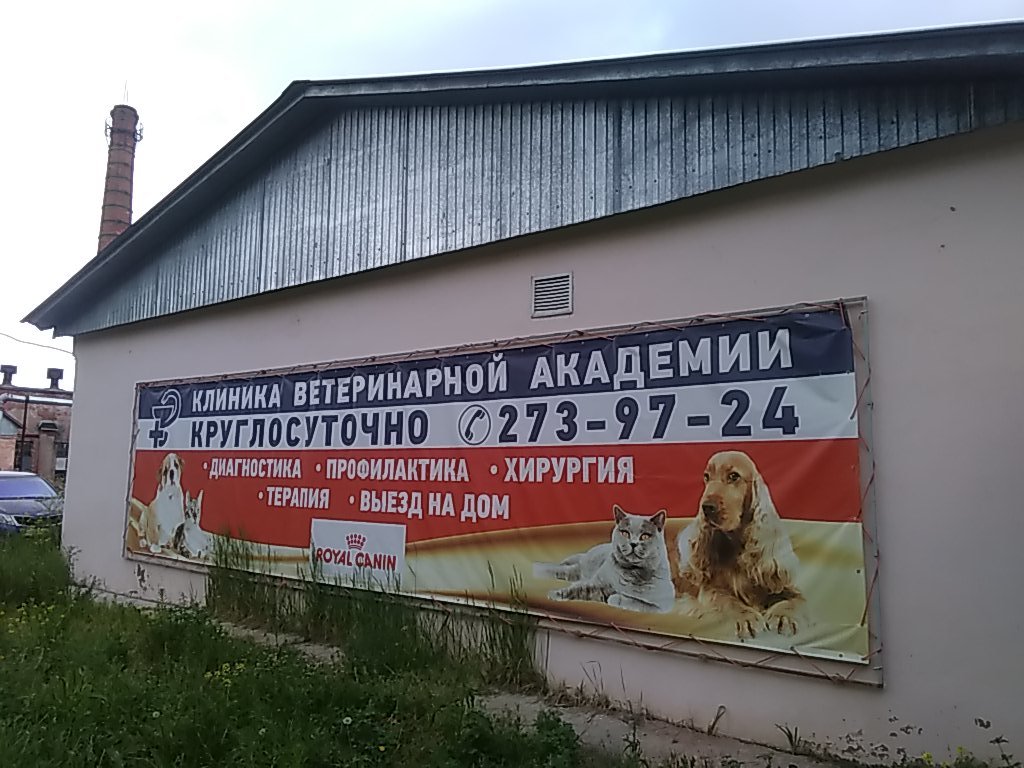 КЛИНИКА ВЕТЕРИНАРНОЙ АКАДЕМИИ
КРУГЛОСУТОЧНО 273-97-24
• ДИАГНОСТИКА • ПРОФИЛАКТИКА • ХИРУРГИЯ
• ТЕРАПИЯ • ВЫЕЗД НА ДОМ
ROYAL CANIN